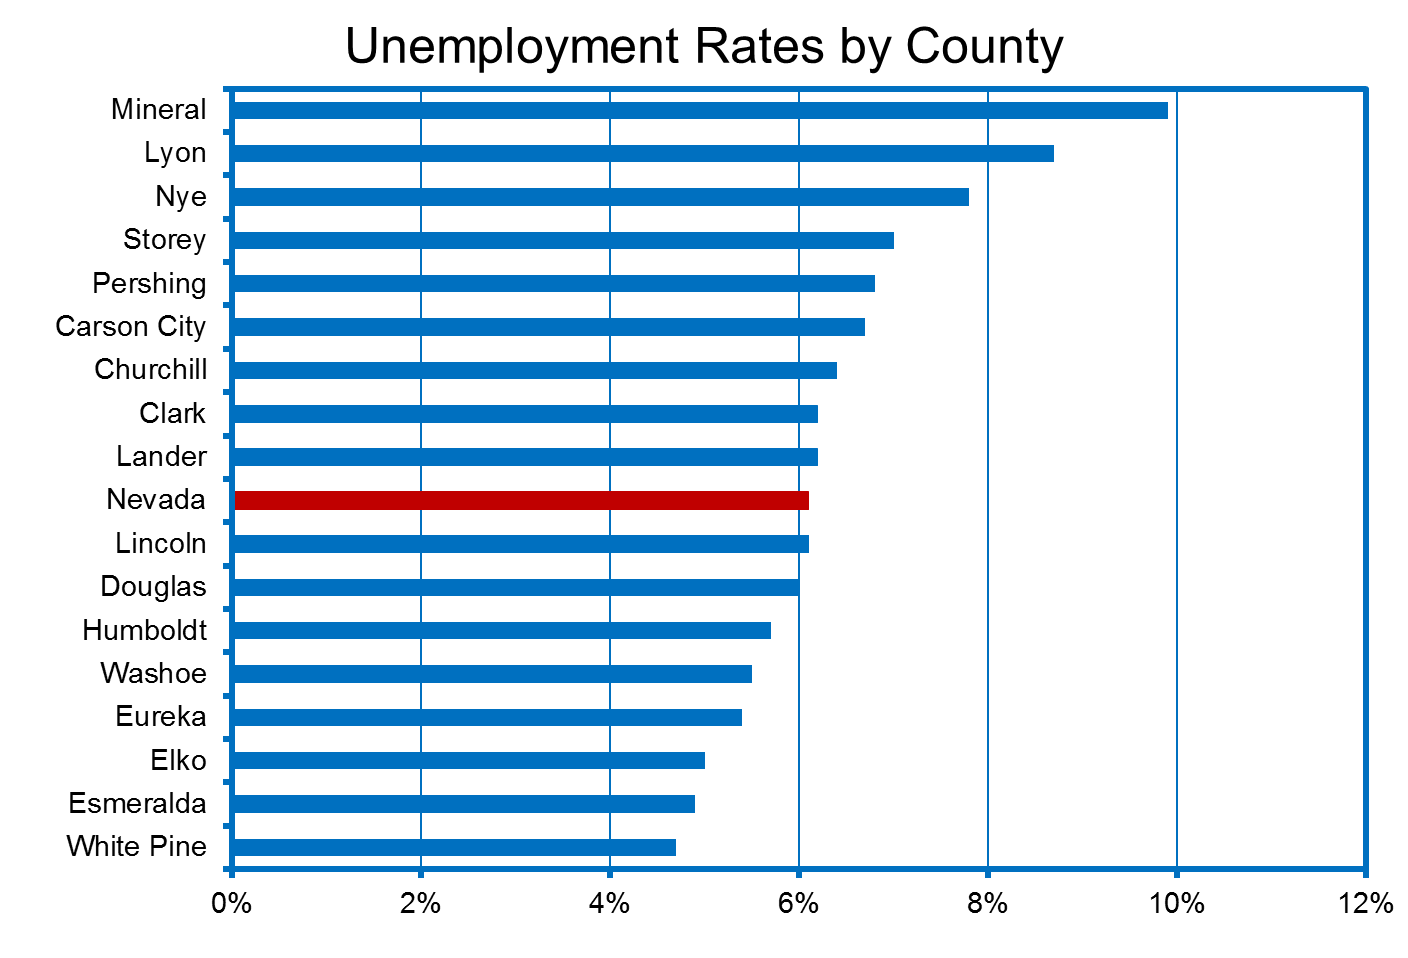 Unemployment Rates by County
Mineral
Lyon
Nye
Storey
Pershing
Carson City
Churchill
Clark
Lander
Nevada
Lincoln
Douglas
Humboldt
Washoe
Eureka
Elko
Esmeralda
White Pine
0% 2% 4% 6% 8% 10% 12%